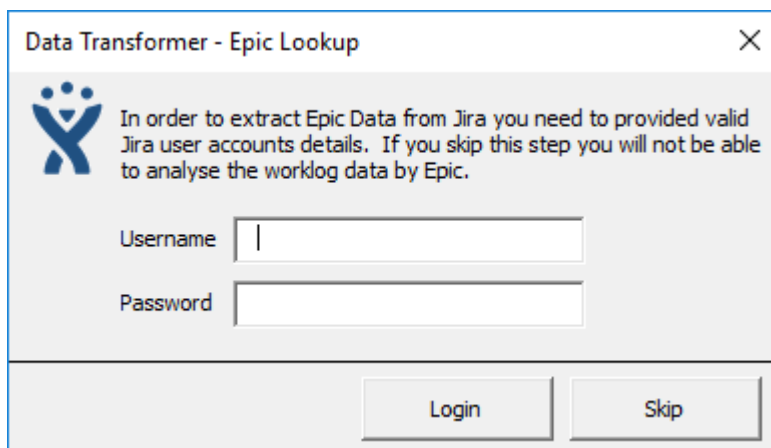 Data Transformer - Epic Lookup
In order to extract Epic Data from Jira you need to provided valid
Jira user accounts details. If you skip this step you will not be able
to analyse the worklog data by Epic.
Username
Password
Login Skip